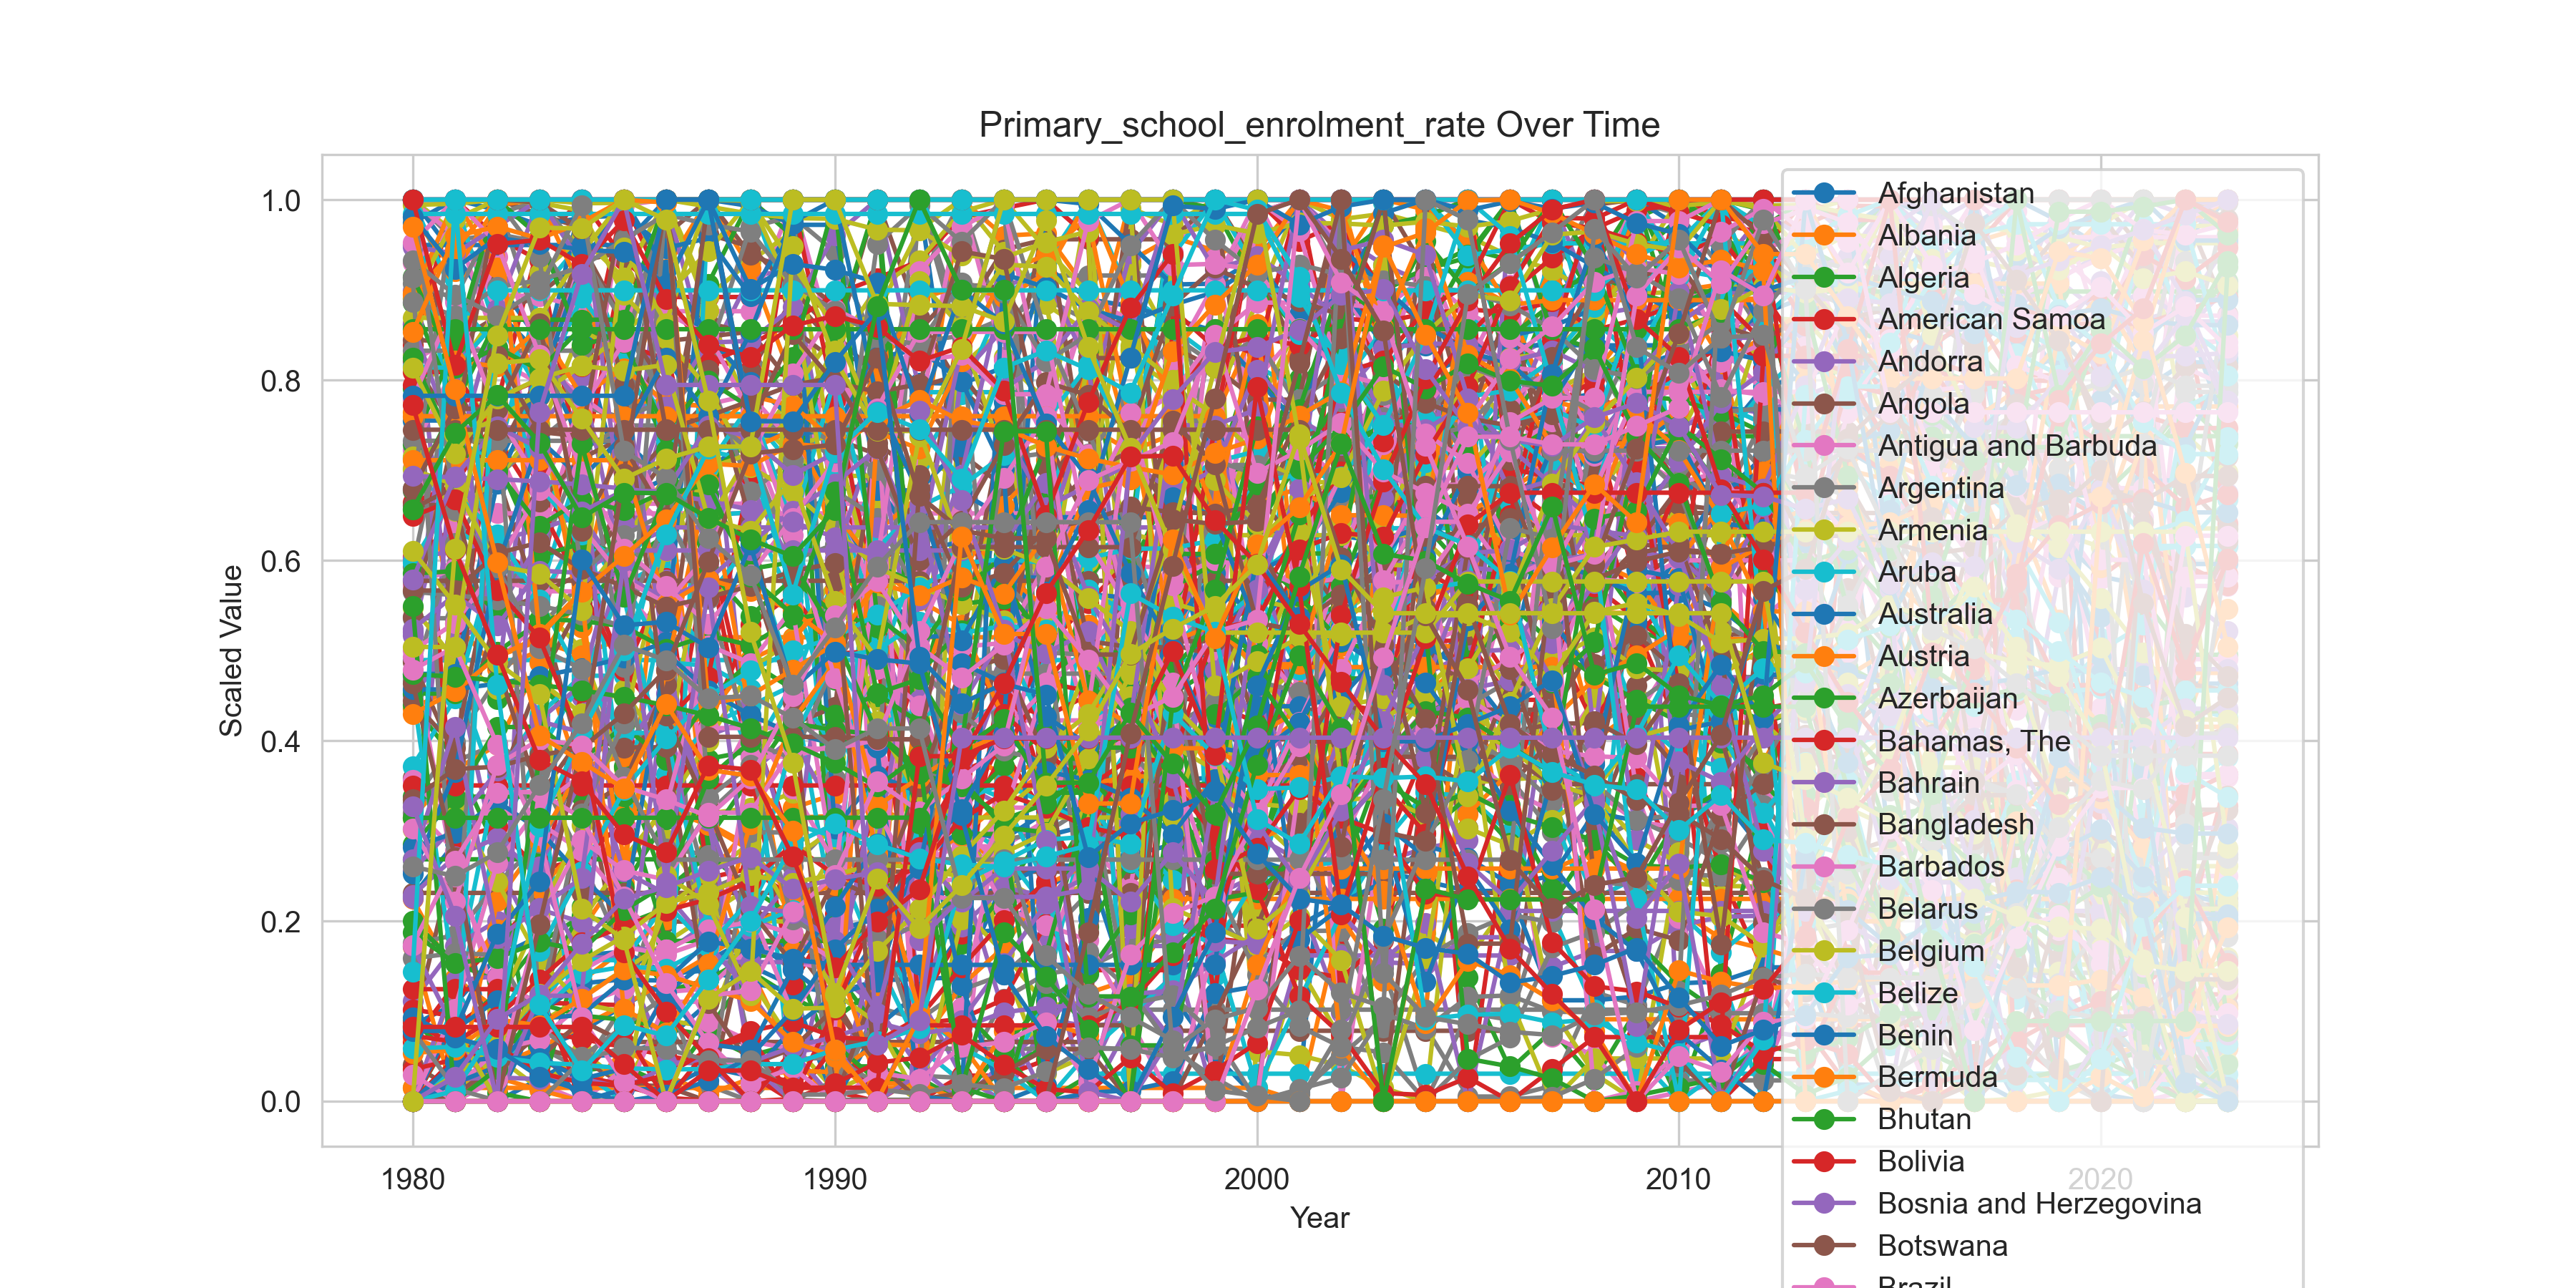 Primary_school_enrolment_rate Over Time
Scaled Value
1.0
0.8
0.6
0.4
0.2
0.0
1980
1990
2000
2010
2020
Year
Afghanistan
Albania
Algeria
American Samoa
Andorra
Angola
Antigua and Barbuda
Argentina
Armenia
Aruba
Australia
Austria
Azerbaijan
Bahamas, The
Bahrain
Bangladesh
Barbados
Belarus
Belgium
Belize
Benin
Bermuda
Bhutan
Bolivia
Bosnia and Herzegovina
Botswana
Brazil